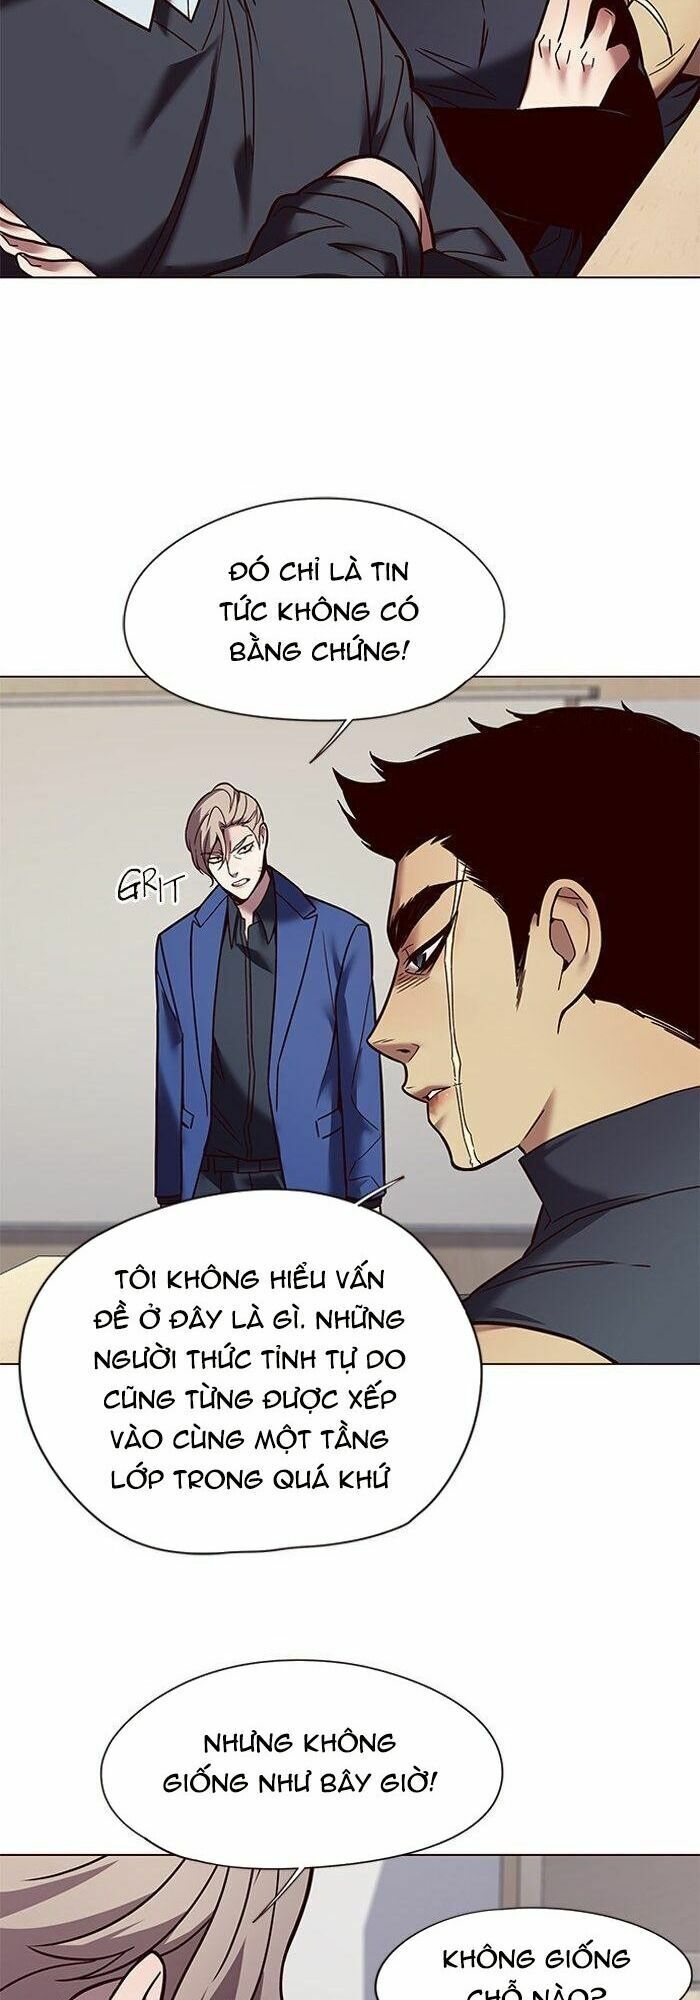 ĐÓ CHỈ LÀ TIN
TỨC KHÔNG CÓ
BẰNG CHỨNG!
GRIT
TÔI KHÔNG HIỂU VẤN
ĐỀ Ở ĐÂY LÀ GÌ. NHỮNG
NGƯỜI THỨC TỈNH TỰ DO
CŨNG TỪNG ĐƯỢC XẾP
VÀO CÙNG MỘT TẦNG
LỚP TRONG QUÁ KHỨ
NHƯNG KHÔNG
GIỐNG NHƯ BÂY GIỜ!
KHÔNG GIỐNG
CHỖ NÀO?